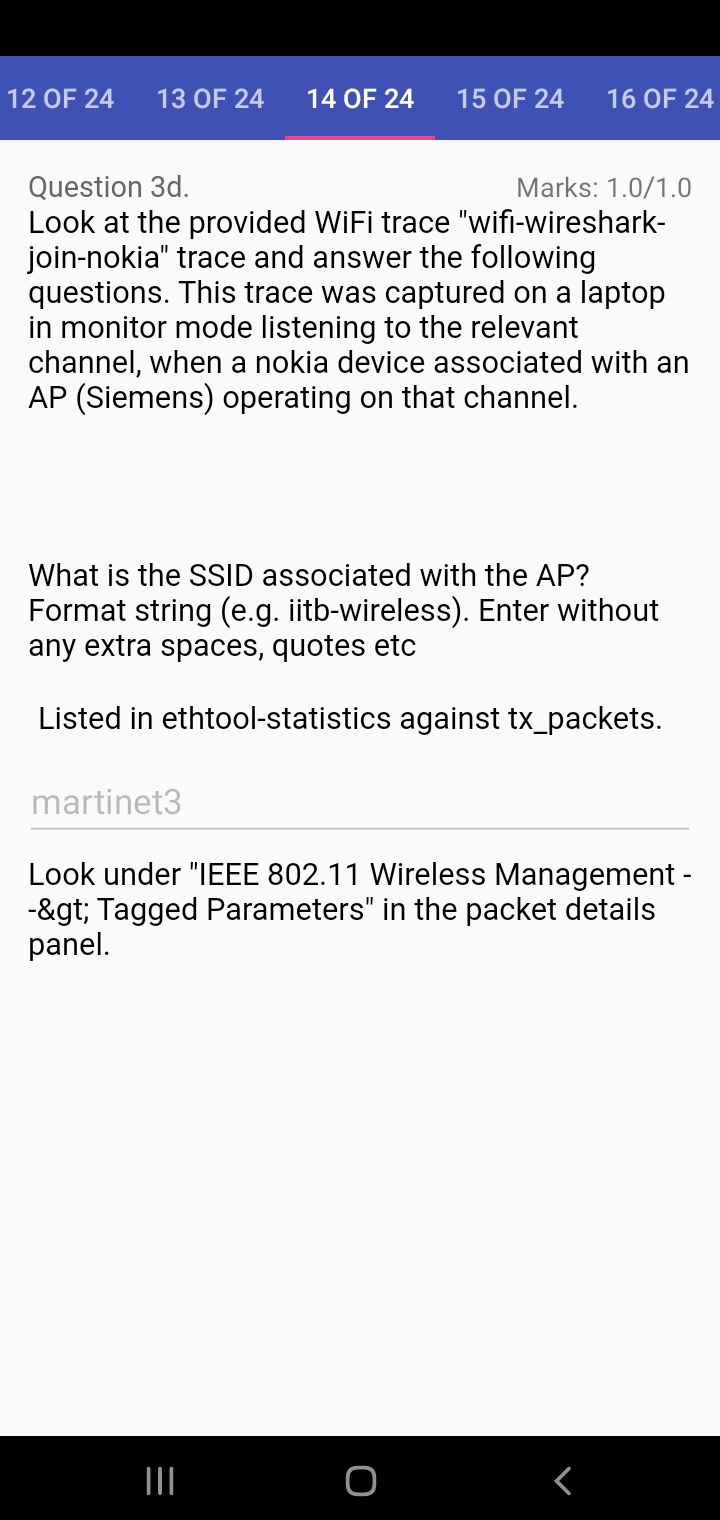 12 OF 24 13 OF 24 14 OF 24 15 OF 24 16 OF 24
Question 3d. Marks: 1.0/1.0
Look at the provided WiFi trace "wifi-wireshark-
join-nokia" trace and answer the following
questions. This trace was captured on a laptop
in monitor mode listening to the relevant
channel, when a nokia device associated with an
AP (Siemens) operating on that channel.
What is the SSID associated with the AP?
Format string (e.g. iitb-wireless). Enter without
any extra spaces, quotes etc
Listed in ethtool-statistics against tx_packets.
martinet3
Look under "IEEE 802.11 Wireless Management -
-&gt; Tagged Parameters" in the packet details
panel.